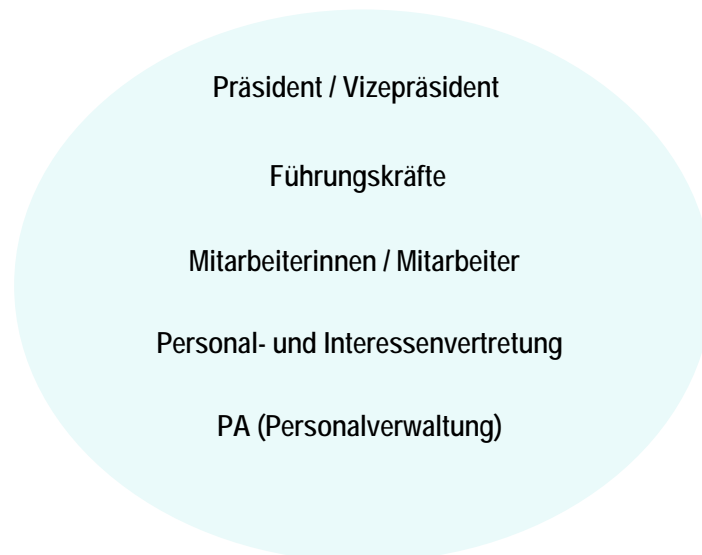 Präsident / Vizepräsident
Führungskräfte
Mitarbeiterinnen / Mitarbeiter
Personal- und Interessenvertretung
PA (Personalverwaltung)